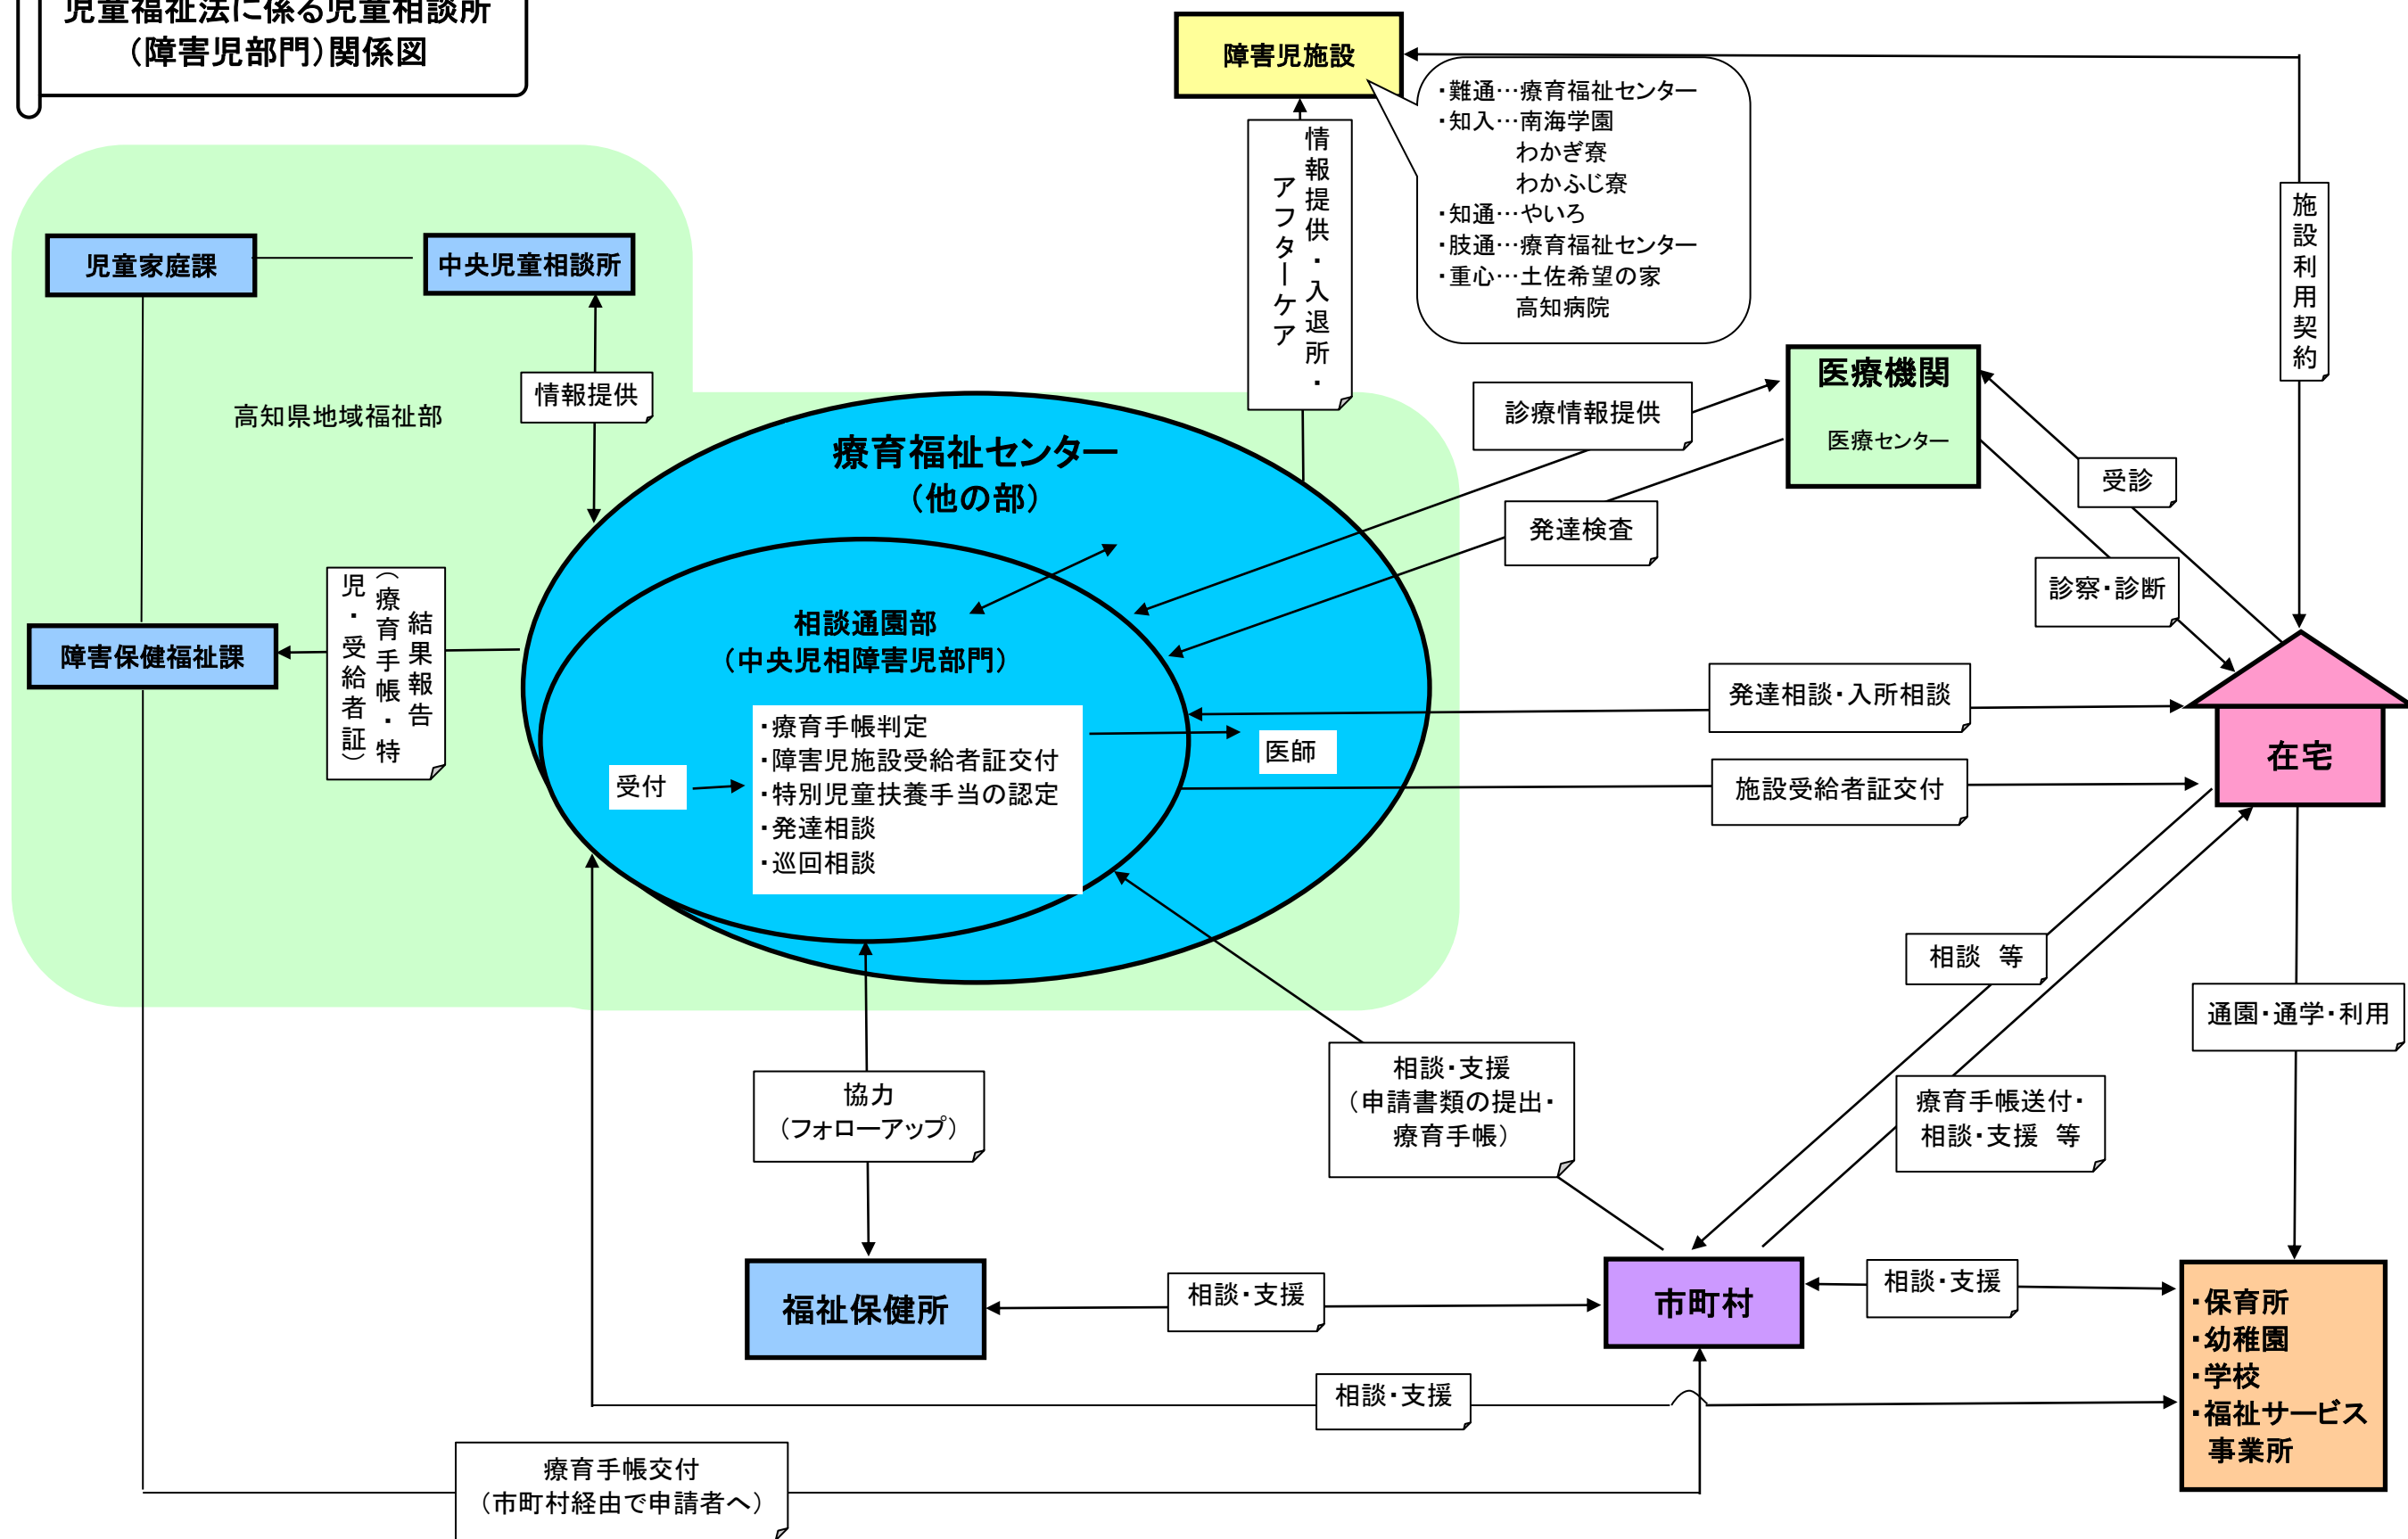 児童福祉法に係る児童相談所
（障害児部門）関係図
障害児施設
・難通…療育福祉センター
・知入…南海学園
わかぎ寮
わかふじ寮
・知通…やいろ
・肢通…療育福祉センター
・重心…土佐希望の家
高知病院
情報提供・入退所・
アフターケア
施設利用契約
児童家庭課
中央児童相談所
情報提供
高知県地域福祉部
医療機関
医療センター
診療情報提供
発達検査
受診
診察・診断
療育福祉センター
（他の部）
相談通園部
（中央児相障害児部門）
・療育手帳判定
・障害児施設受給者証交付
・特別児童扶養手当の認定
・発達相談
・巡回相談
受付
医師
障害保健福祉課
結果報告
（療育手帳・特
児・受給者証）
発達相談・入所相談
施設受給者証交付
在宅
相談　等
通園・通学・利用
協力
（フォローアップ）
相談・支援
（申請書類の提出・
療育手帳）
療育手帳送付・
相談・支援　等
福祉保健所
相談・支援
市町村
相談・支援
・保育所
・幼稚園
・学校
・福祉サービス
事業所
相談・支援
療育手帳交付
（市町村経由で申請者へ）